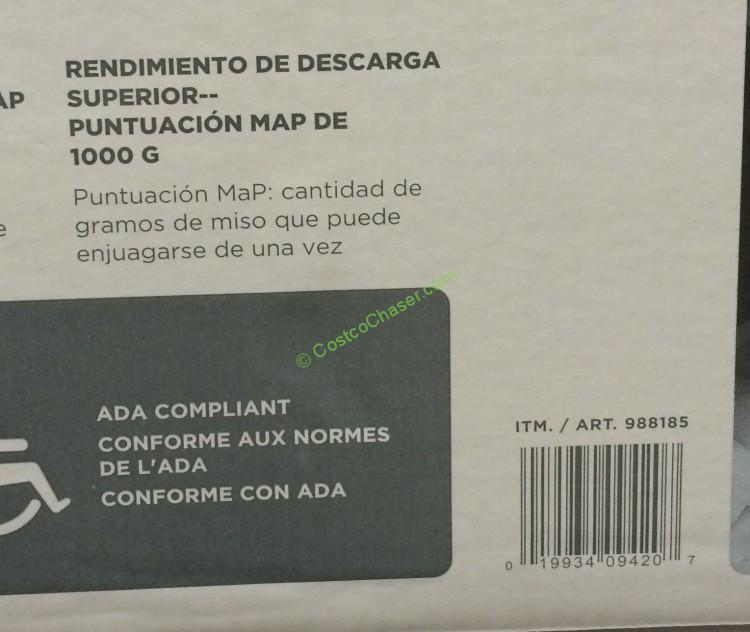 RENDIMIENTO DE DESCARGA
SUPERIOR--
PUNTUACIÓN MAP DE
1000 G
Puntuación MaP: cantidad de
gramos de miso que puede
enjuagarse de una vez
© CostcoChaser.com
ADA COMPLIANT
CONFORME AUX NORMES
DE L'ADA
CONFORME CON ADA
ITM. / ART. 988185
0 19934 09420 7